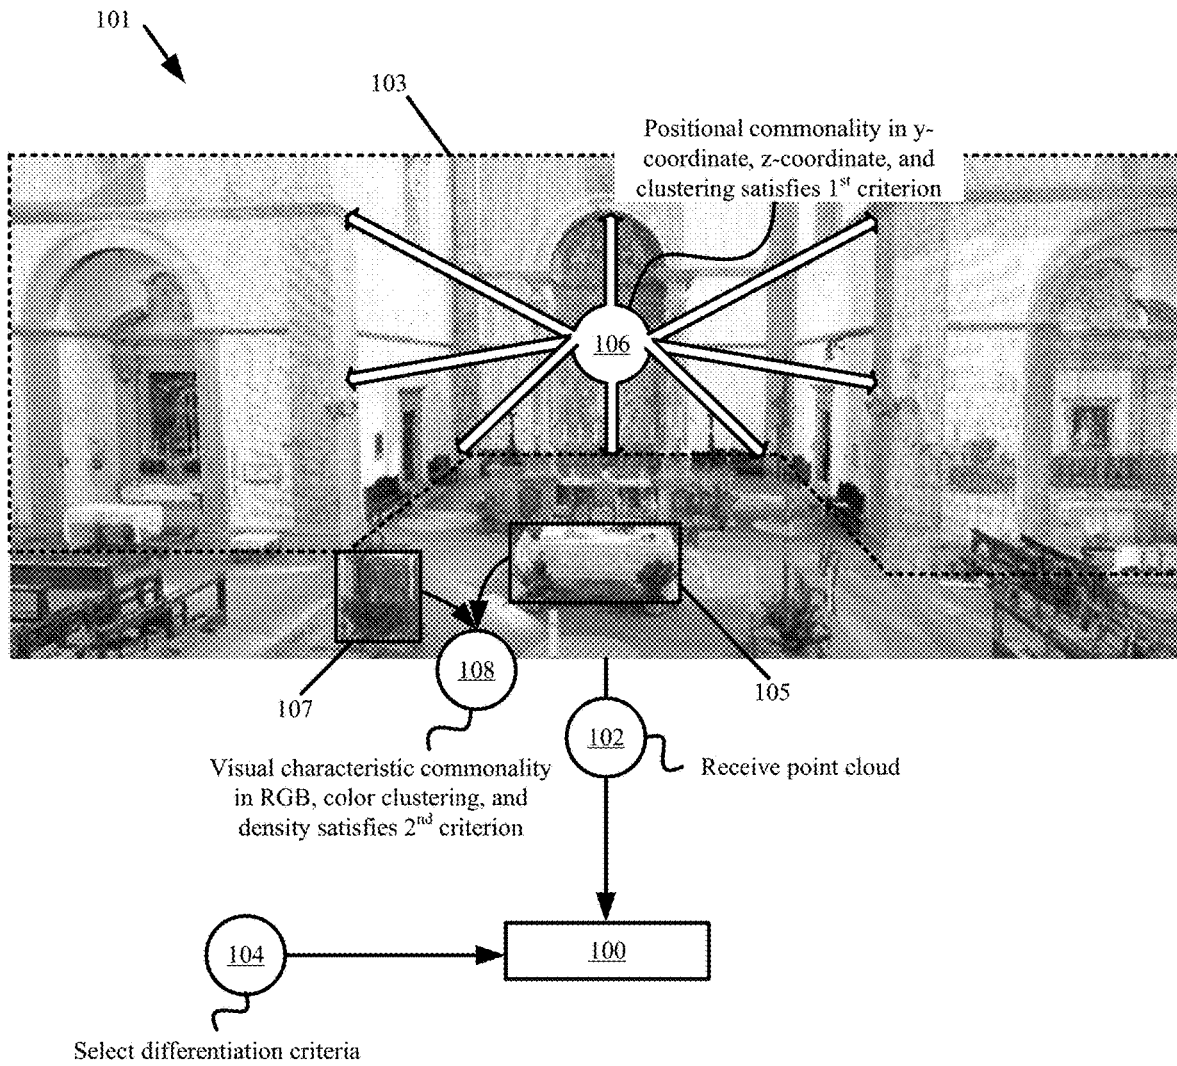 101
103
Positional commonality in y-
coordinate, z-coordinate, and
clustering satisfies 1st criterion
106
108
107
105
102
Visual characteristic commonality
in RGB, color clustering, and
density satisfies 2nd criterion
Receive point cloud
104
100
Select differentiation criteria